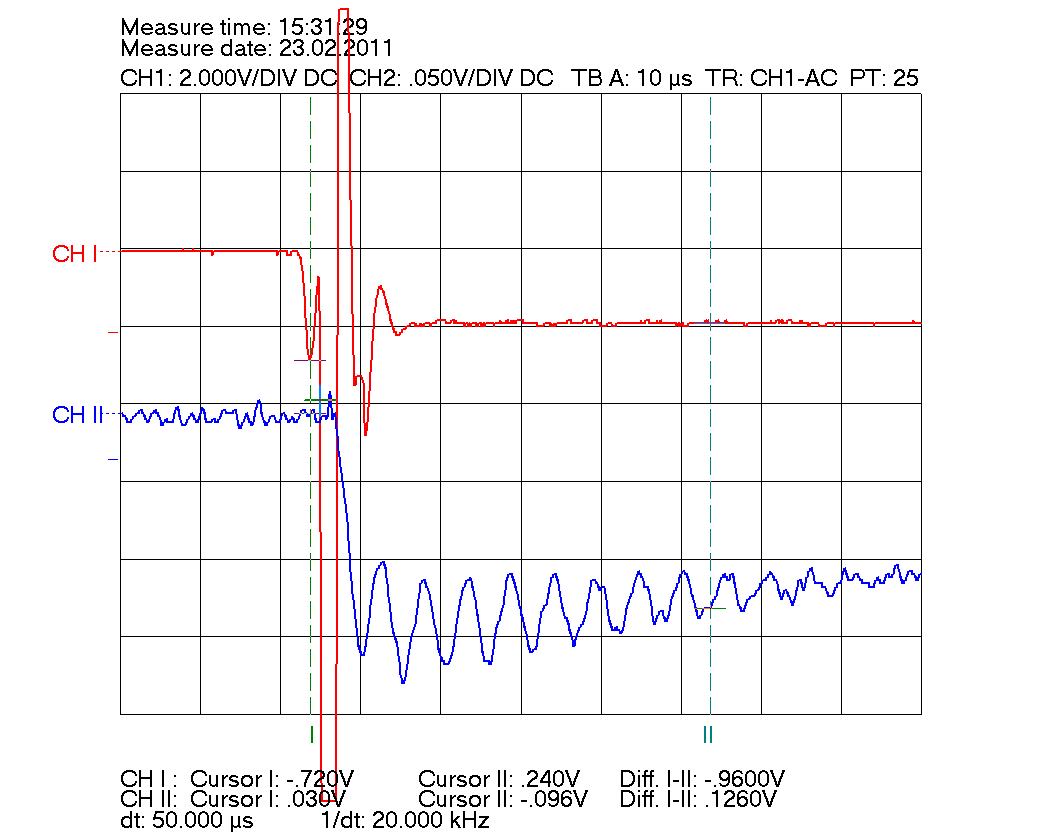 Measure time: 15:31:29
Measure date: 23.02.2011
CH1: 2.000V/DIV DC CH2: .050V/DIV DC TB A: 10 µs TR: CH1-AC PT: 25
CH I
CH II
I II
CH I : Cursor I: -.720V Cursor II: .240V Diff. I-II: -.9600V
CH II: Cursor I: .030V Cursor II: -.096V Diff. I-II: .1260V
dt: 50.000 µs 1/dt: 20.000 kHz